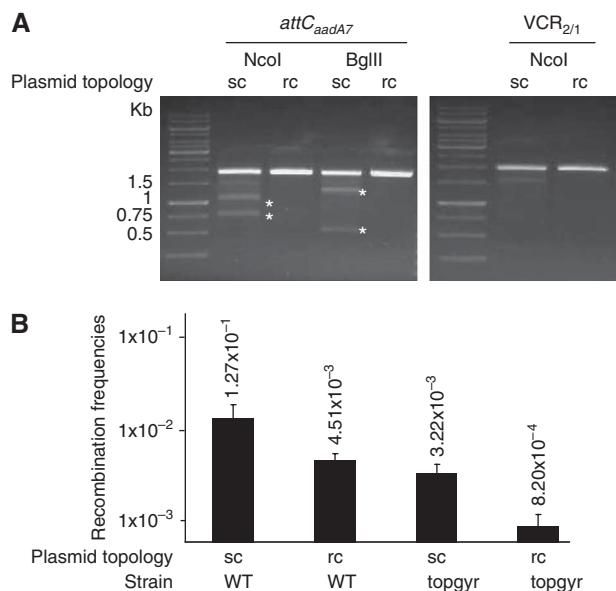 A
attC_aadA7
VCR_2/1
NcoI
BglII
NcoI
Plasmid topology
sc
rc
sc
rc
sc
rc
Kb
1.5
1
0.75
0.5
*
*
*
*
B
Recombination frequencies
1x10^−1
1x10^−2
1x10^−3
1.27x10^−1
4.51x10^−3
3.22x10^−3
8.20x10^−4
Plasmid topology
sc
rc
sc
rc
Strain
WT
WT
topgyr
topgyr